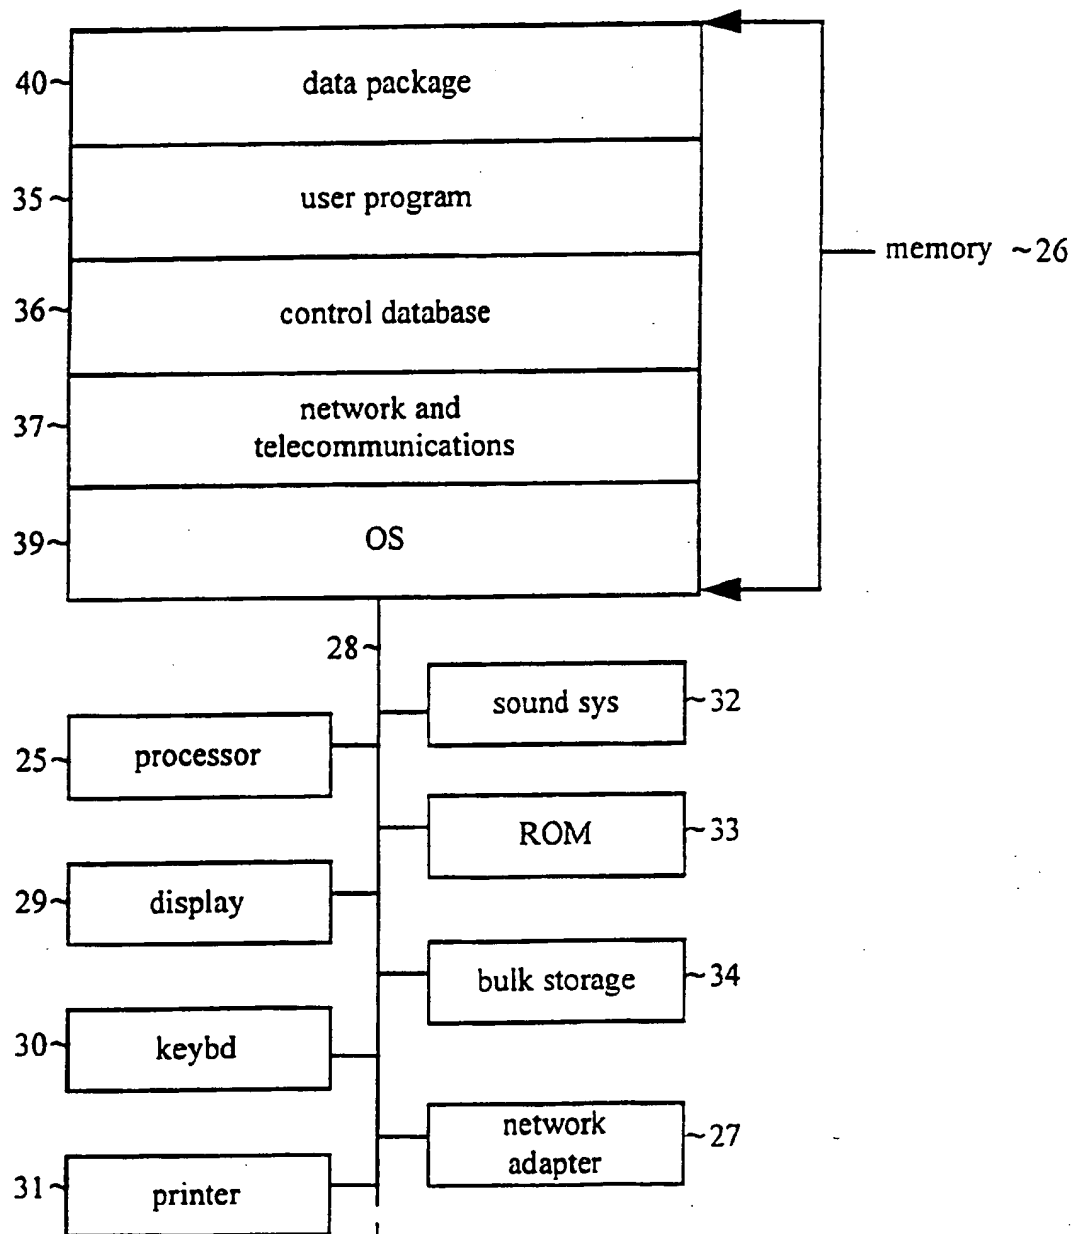 40~ data package
35~ user program
memory ~26
36~ control database
37~ network and
telecommunications
39~ OS
28~
sound sys ~32
25~ processor
ROM ~33
29~ display
bulk storage ~34
30~ keybd
network
adapter ~27
31~ printer